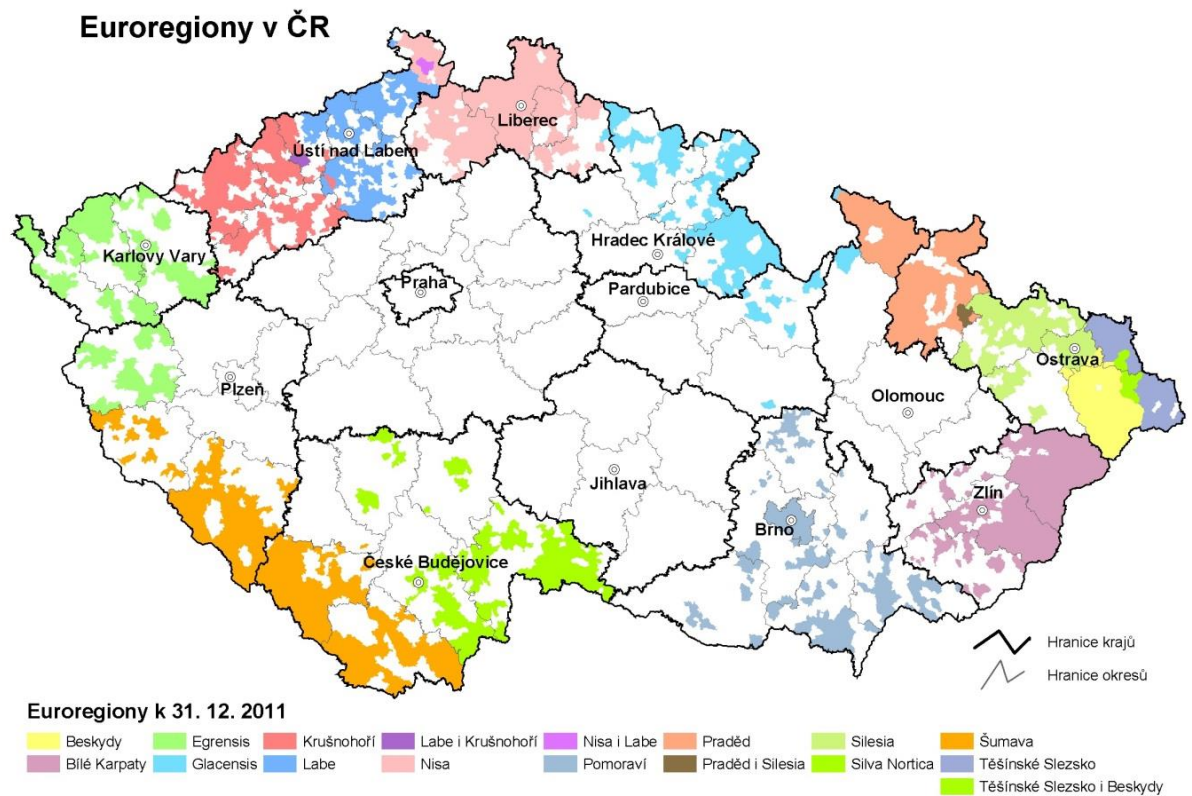 Euroregiony v ČR
Liberec
Ústí nad Labem
Karlovy Vary
Hradec Králové
Praha
Pardubice
Ostrava
Plzeň
Olomouc
Jihlava
Zlín
Brno
České Budějovice
Hranice krajů
Hranice okresů
Euroregiony k 31. 12. 2011
Beskydy Egrensis Krušnohoří Labe i Krušnohoří Nisa i Labe Praděd Silesia Šumava
Bílé Karpaty Glacensis Labe Nisa Pomoraví Praděd i Silesia Silva Nortica Těšínské Slezsko
Těšínské Slezsko i Beskydy